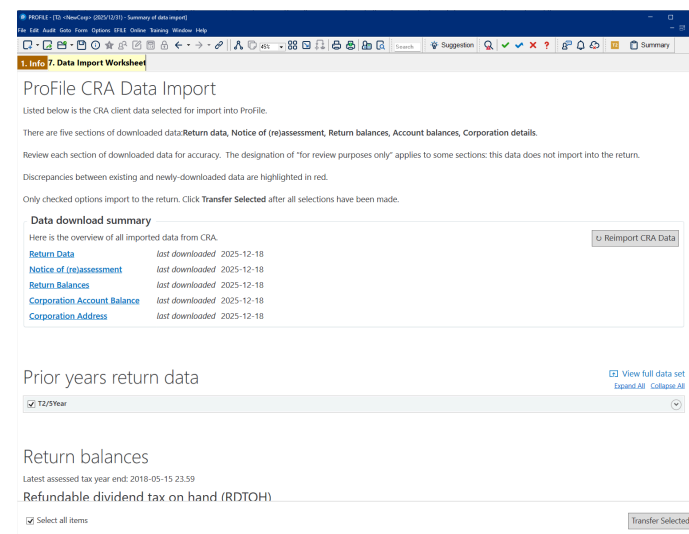 PROFILE - [T2: <NewCorp> (2025/12/31) - Summary of data import]
File Edit Audit Goto Form Options EFILE Online Training Window Help
45% Search Suggestion Summary
1. Info 7. Data Import Worksheet
ProFile CRA Data Import
Listed below is the CRA client data selected for import into ProFile.
There are five sections of downloaded data:Return data, Notice of (re)assessment, Return balances, Account balances, Corporation details.
Review each section of downloaded data for accuracy. The designation of "for review purposes only" applies to some sections: this data does not import into the return.
Discrepancies between existing and newly-downloaded data are highlighted in red.
Only checked options import to the return. Click Transfer Selected after all selections have been made.
Data download summary
Here is the overview of all imported data from CRA.
Reimport CRA Data
Return Data last downloaded 2025-12-18
Notice of (re)assessment last downloaded 2025-12-18
Return Balances last downloaded 2025-12-18
Corporation Account Balance last downloaded 2025-12-18
Corporation Address last downloaded 2025-12-18
Prior years return data
View full data set
Expand All Collapse All
T2/5Year
Return balances
Latest assessed tax year end: 2018-05-15 23.59
Refundable dividend tax on hand (RDTOH)
Select all items
Transfer Selected